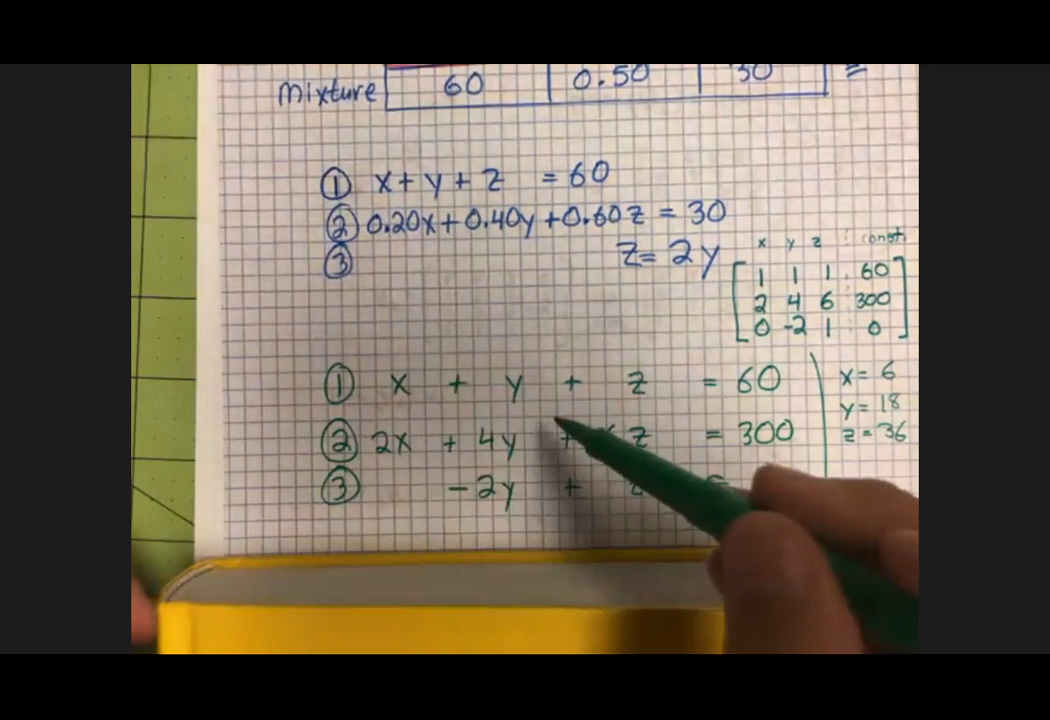 mixture 60 0.50 30 =
① x + y + z = 60
② 0.20x + 0.40y + 0.60z = 30
③ z = 2y
x y z : const.
1 1 1 : 60
2 4 6 : 300
0 -2 1 : 0
① x + y + z = 60
② 2x + 4y + z = 300
③ -2y + z =
x = 6
y = 18
z = 36